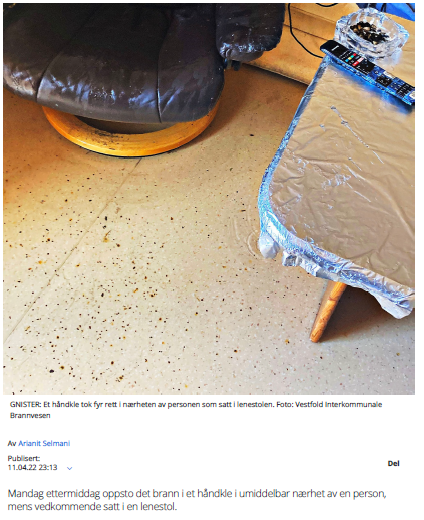 GNISTER: Et håndkle tok fyr rett i nærheten av personen som satt i lenestolen. Foto: Vestfold Interkommunale
Brannvesen
Av Arianit Selmani
Publisert:
11.04.22 23:13
Del
Mandag ettermiddag oppsto det brann i et håndkle i umiddelbar nærhet av en person,
mens vedkommende satt i en lenestol.